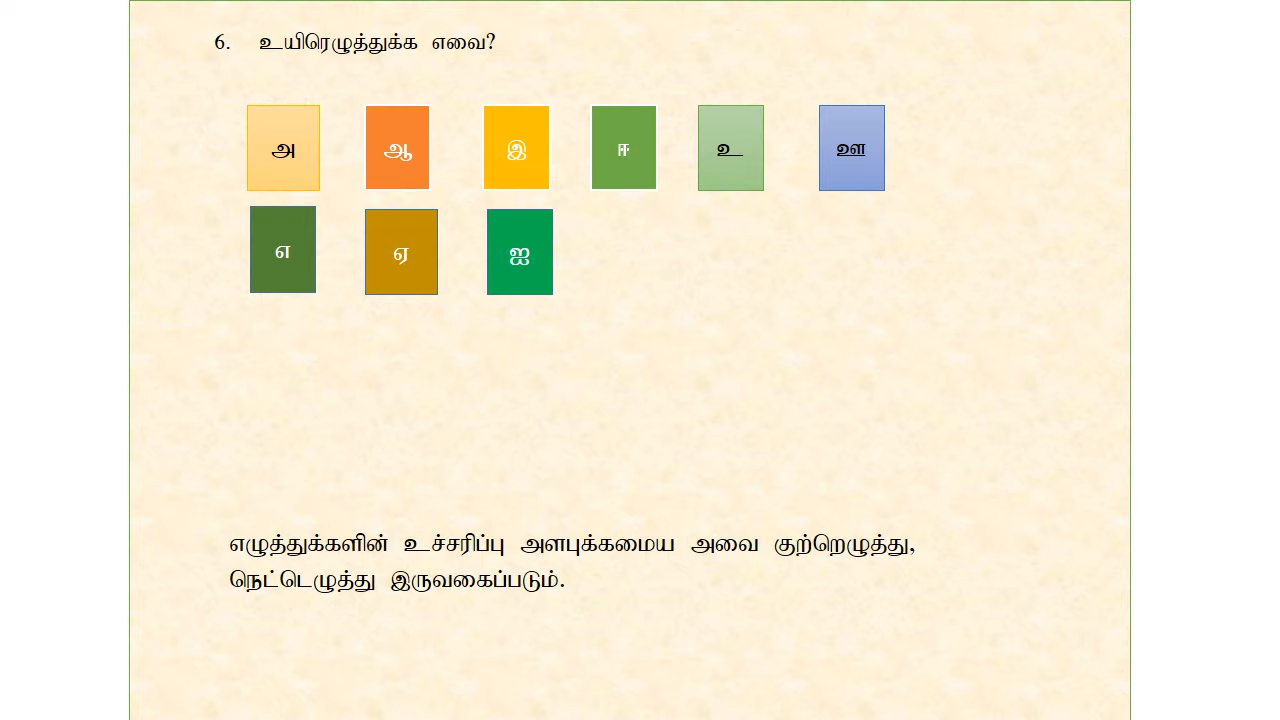 6. உயிரெழுத்துக்க எவை?
அ ஆ இ ஈ உ ஊ
எ ஏ ஐ
எழுத்துக்களின் உச்சரிப்பு அளபுக்கமைய அவை குற்றெழுத்து,
நெட்டெழுத்து இருவகைப்படும்.